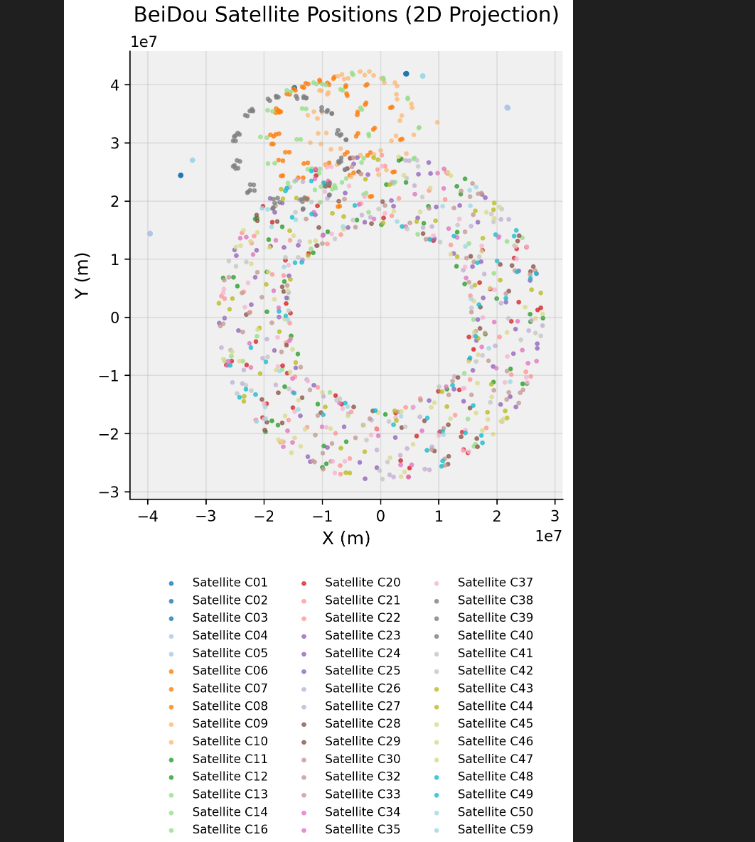 BeiDou Satellite Positions (2D Projection)
1e7
4
3
2
1
0
−1
−2
−3
Y (m)
−4 −3 −2 −1 0 1 2 3
X (m) 1e7
Satellite C01 Satellite C20 Satellite C37
Satellite C02 Satellite C21 Satellite C38
Satellite C03 Satellite C22 Satellite C39
Satellite C04 Satellite C23 Satellite C40
Satellite C05 Satellite C24 Satellite C41
Satellite C06 Satellite C25 Satellite C42
Satellite C07 Satellite C26 Satellite C43
Satellite C08 Satellite C27 Satellite C44
Satellite C09 Satellite C28 Satellite C45
Satellite C10 Satellite C29 Satellite C46
Satellite C11 Satellite C30 Satellite C47
Satellite C12 Satellite C32 Satellite C48
Satellite C13 Satellite C33 Satellite C49
Satellite C14 Satellite C34 Satellite C50
Satellite C16 Satellite C35 Satellite C59